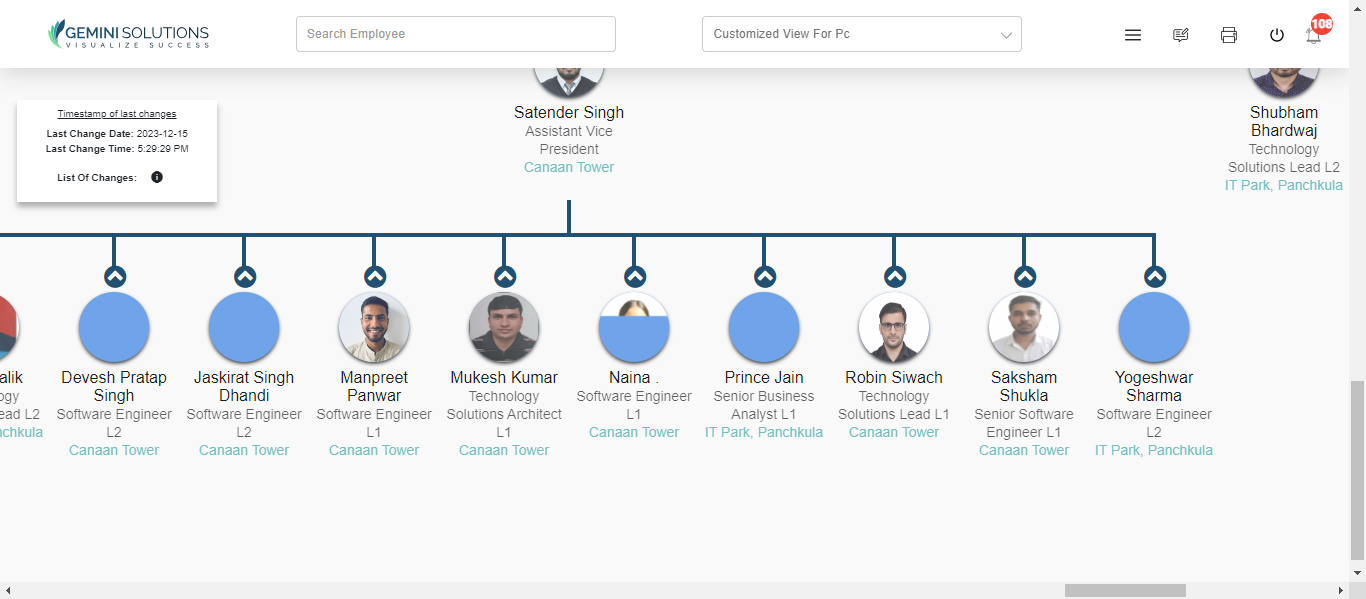 GEMINI SOLUTIONS
VISUALIZE SUCCESS
Search Employee
Customized View For Pc
108
Timestamp of last changes
Last Change Date: 2023-12-15
Last Change Time: 5:29:29 PM
List Of Changes:
Satender Singh
Assistant Vice
President
Canaan Tower
Shubham
Bhardwaj
Technology
Solutions Lead L2
IT Park, Panchkula
alik
ogy
ead L2
nchkula
Devesh Pratap
Singh
Software Engineer
L2
Canaan Tower
Jaskirat Singh
Dhandi
Software Engineer
L2
Canaan Tower
Manpreet
Panwar
Software Engineer
L1
Canaan Tower
Mukesh Kumar
Technology
Solutions Architect
L1
Canaan Tower
Naina .
Software Engineer
L1
Canaan Tower
Prince Jain
Senior Business
Analyst L1
IT Park, Panchkula
Robin Siwach
Technology
Solutions Lead L1
Canaan Tower
Saksham
Shukla
Senior Software
Engineer L1
Canaan Tower
Yogeshwar
Sharma
Software Engineer
L2
IT Park, Panchkula